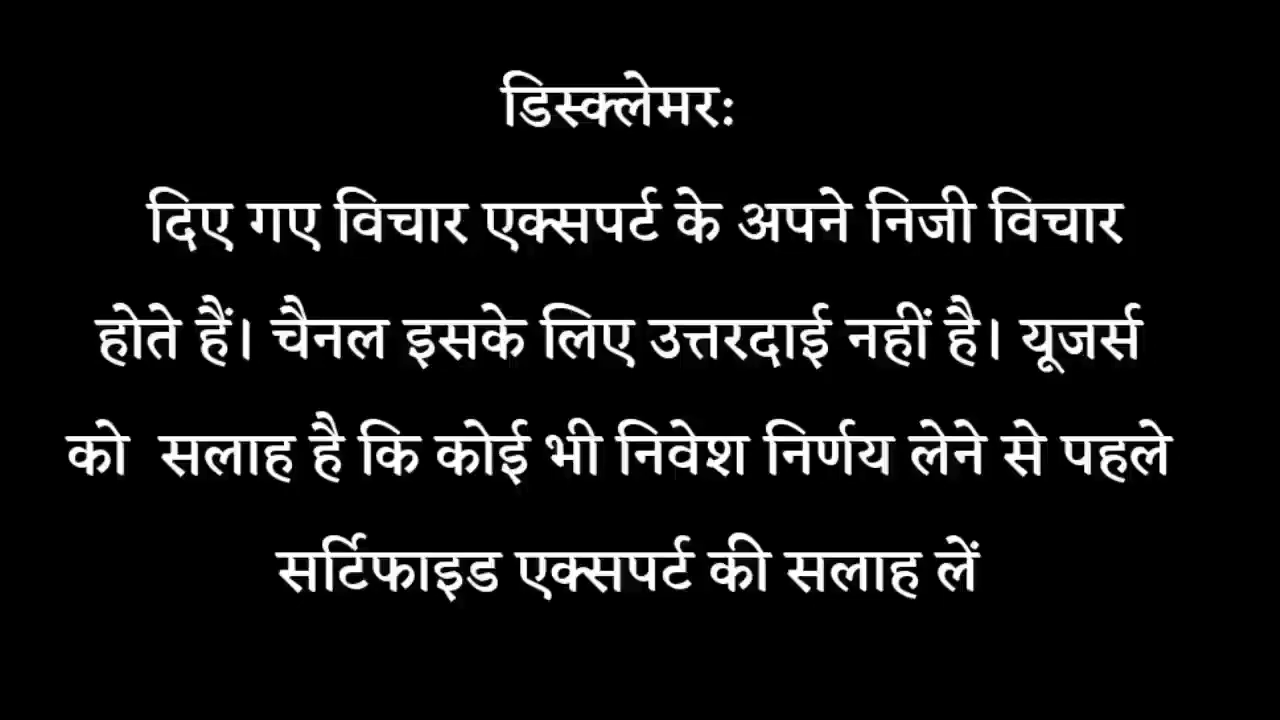 डिस्क्लेमरः
दिए गए विचार एक्सपर्ट के अपने निजी विचार
होते हैं। चैनल इसके लिए उत्तरदाई नहीं है। यूजर्स
को सलाह है कि कोई भी निवेश निर्णय लेने से पहले
सर्टिफाइड एक्सपर्ट की सलाह लें